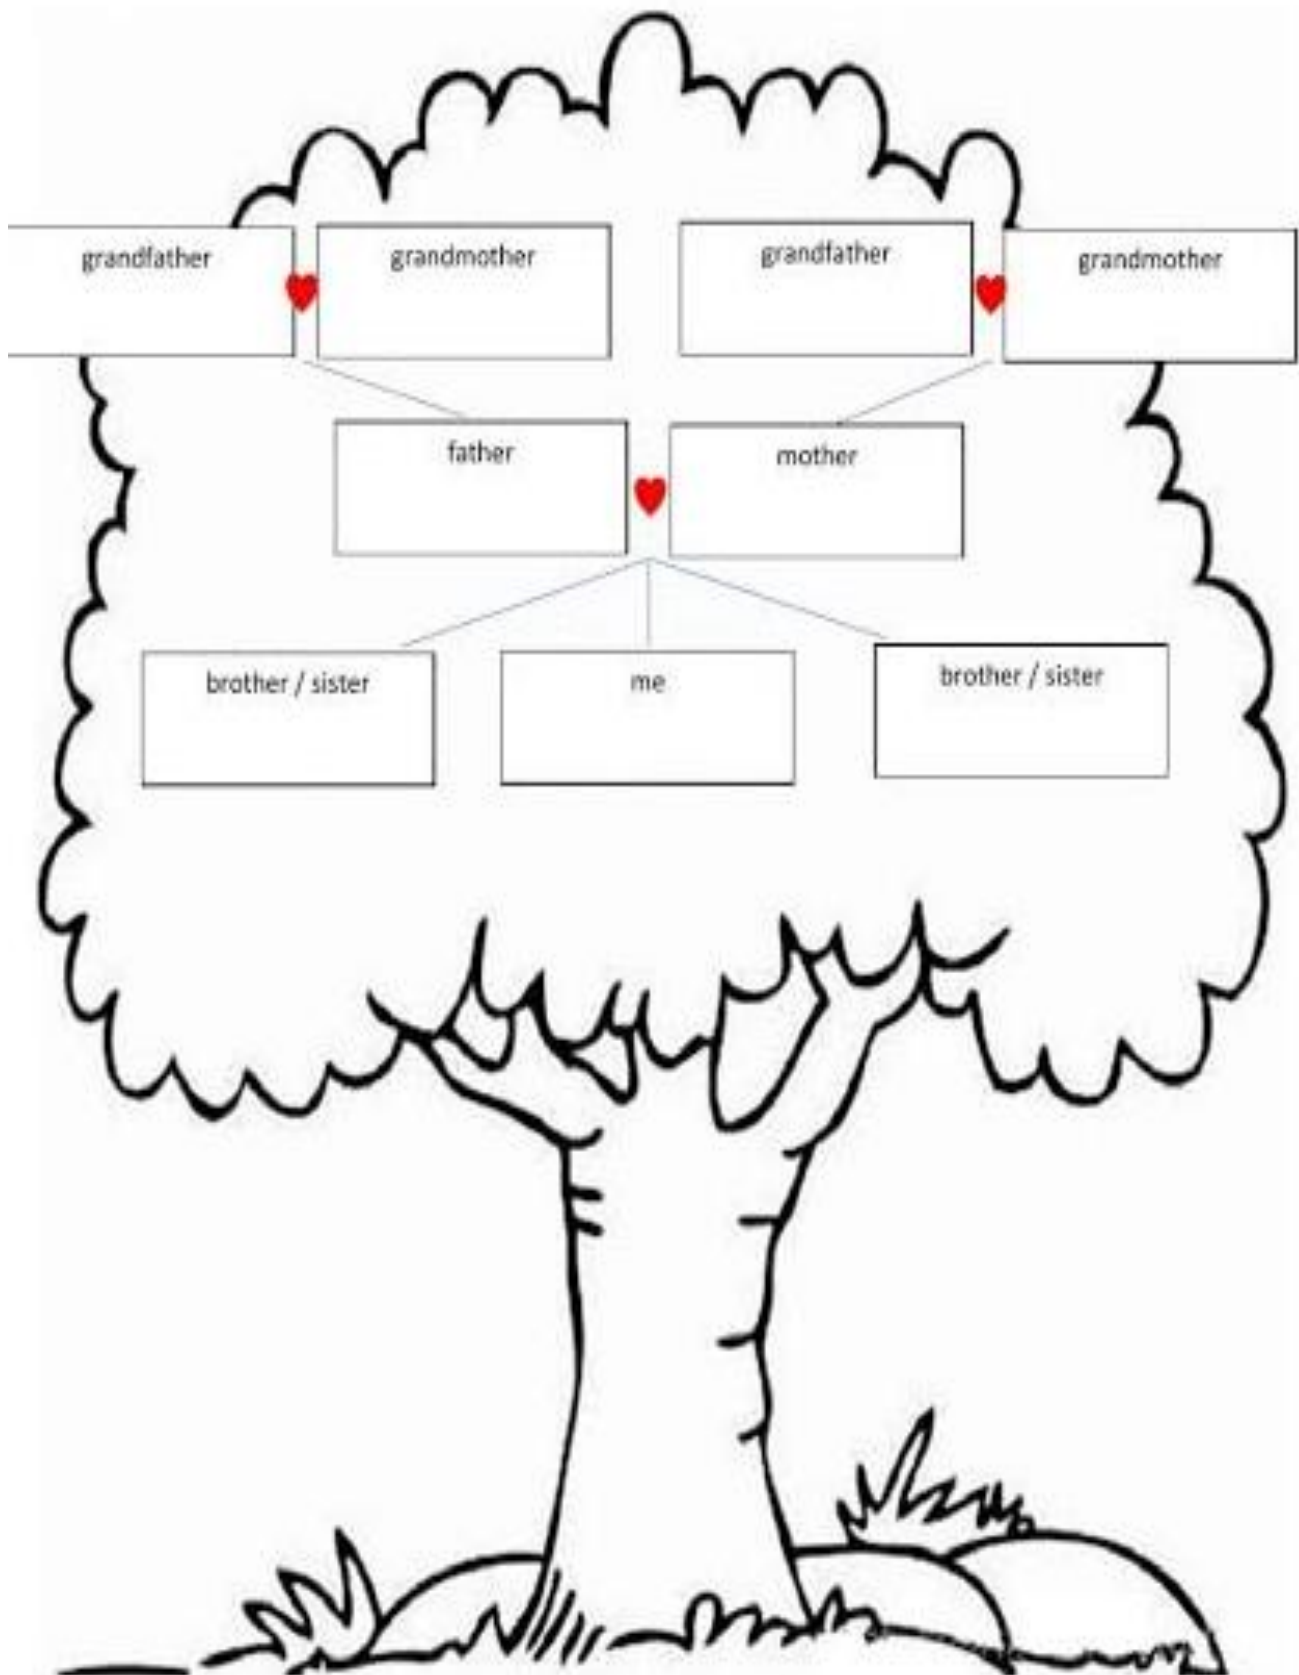 grandfather
grandmother
grandfather
grandmother
father
mother
brother / sister
me
brother / sister